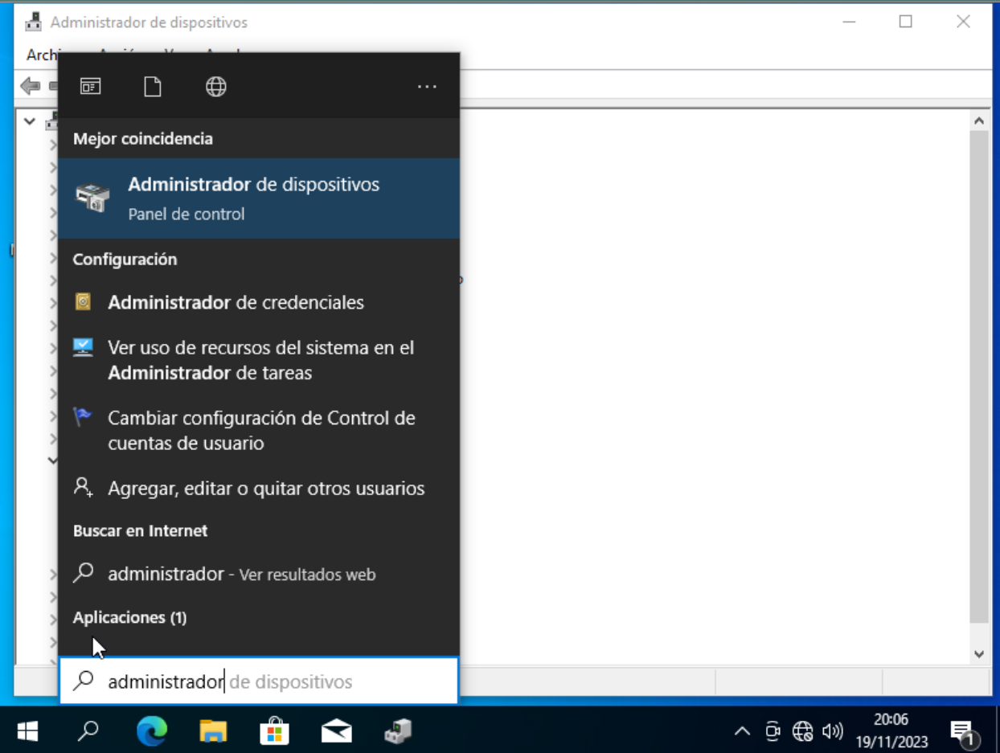 Administrador de dispositivos
Mejor coincidencia
Administrador de dispositivos
Panel de control
Configuración
Administrador de credenciales
Ver uso de recursos del sistema en el
Administrador de tareas
Cambiar configuración de Control de
cuentas de usuario
Agregar, editar o quitar otros usuarios
Buscar en Internet
administrador - Ver resultados web
Aplicaciones (1)
administrador de dispositivos
20:06
19/11/2023
1